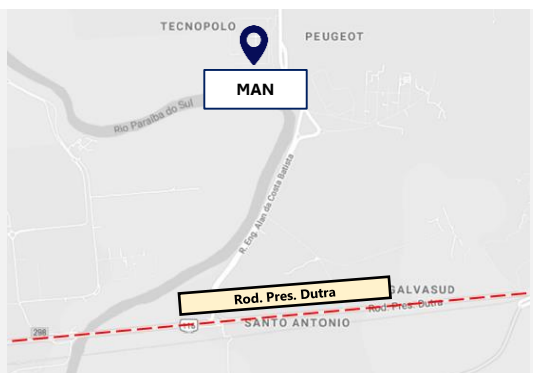 TECNOPOLO
PEUGEOT
MAN
Rio Paraíba do Sul
R. Eng. Alan da Costa Batista
Rod. Pres. Dutra
GALVASUD
Rod. Pres. Dutra
298
116
SANTO ANTONIO